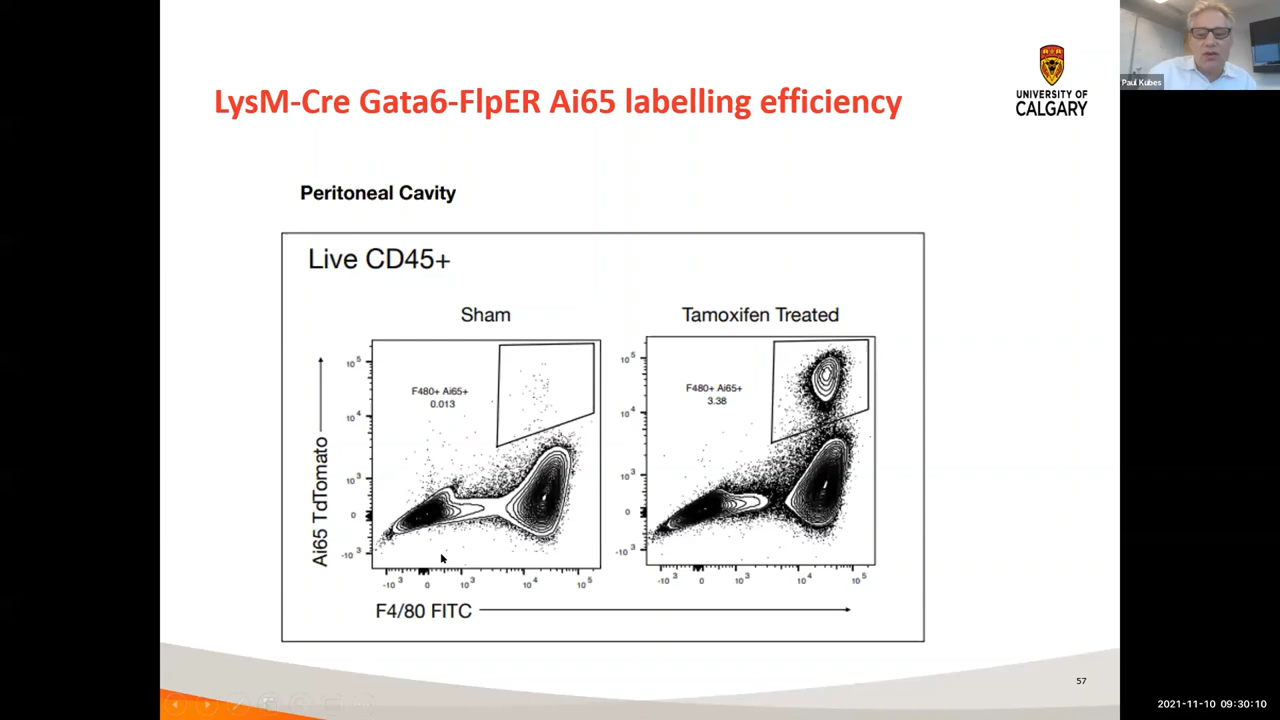 Paul Kubes
UNIVERSITY OF
CALGARY
LysM-Cre Gata6-FlpER Ai65 labelling efficiency
Peritoneal Cavity
Live CD45+
Sham
Tamoxifen Treated
10 5
F480+ Ai65+
0.013
10 4
10 3
0
-10 3
-10 3 0 10 3 10 4 10 5
10 5
F480+ Ai65+
3.38
10 4
10 3
0
-10 3
-10 3 0 10 3 10 4 10 5
Ai65 TdTomato
F4/80 FITC
57
2021-11-10 09:30:10